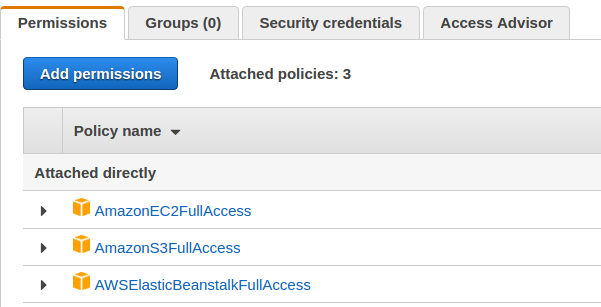 Permissions Groups (0) Security credentials Access Advisor
Add permissions Attached policies: 3
Policy name
Attached directly
AmazonEC2FullAccess
AmazonS3FullAccess
AWSElasticBeanstalkFullAccess